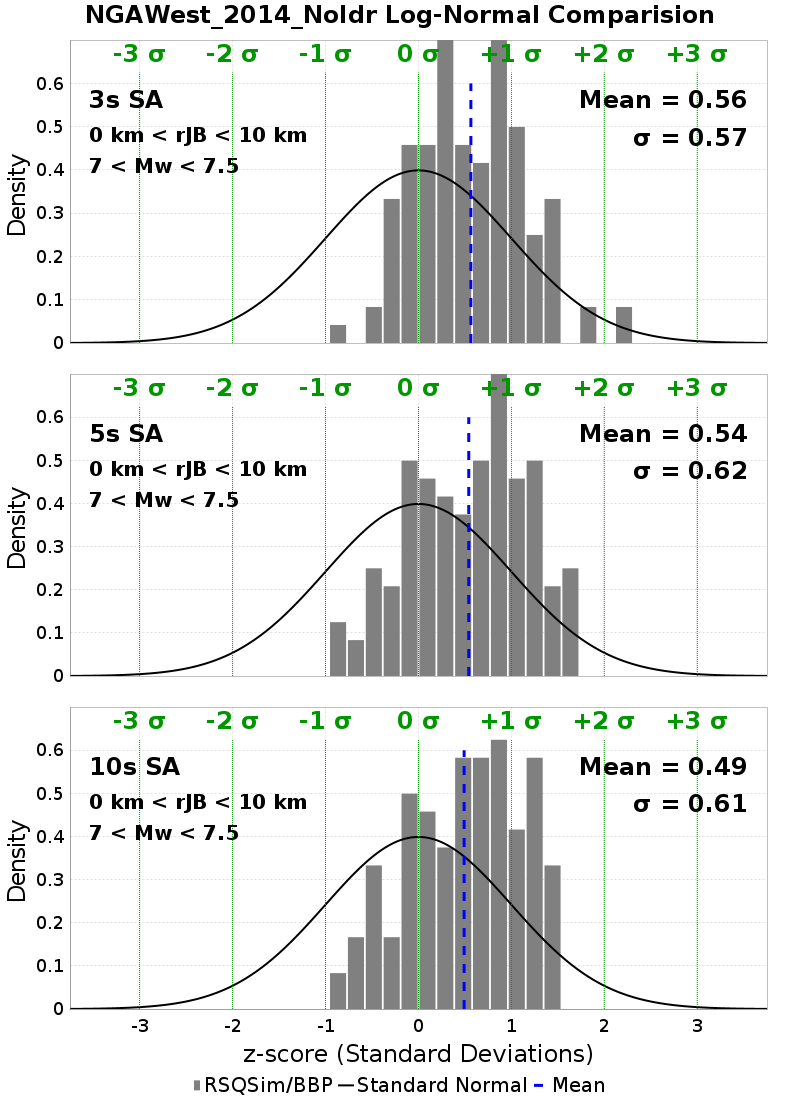 NGAWest_2014_NoIdr Log-Normal Comparision
-3 σ -2 σ -1 σ 0 σ +1 σ +2 σ +3 σ
0.6
3s SA Mean = 0.56
0.5
0 km < rJB < 10 km σ = 0.57
7 < Mw < 7.5
0.4
0.3
0.2
0.1
0
Density
-3 σ -2 σ -1 σ 0 σ +1 σ +2 σ +3 σ
0.6
5s SA Mean = 0.54
0.5
0 km < rJB < 10 km σ = 0.62
7 < Mw < 7.5
0.4
0.3
0.2
0.1
0
Density
-3 σ -2 σ -1 σ 0 σ +1 σ +2 σ +3 σ
0.6
10s SA Mean = 0.49
0.5
0 km < rJB < 10 km σ = 0.61
7 < Mw < 7.5
0.4
0.3
0.2
0.1
0
Density
-3 -2 -1 0 1 2 3
z-score (Standard Deviations)
RSQSim/BBP Standard Normal Mean